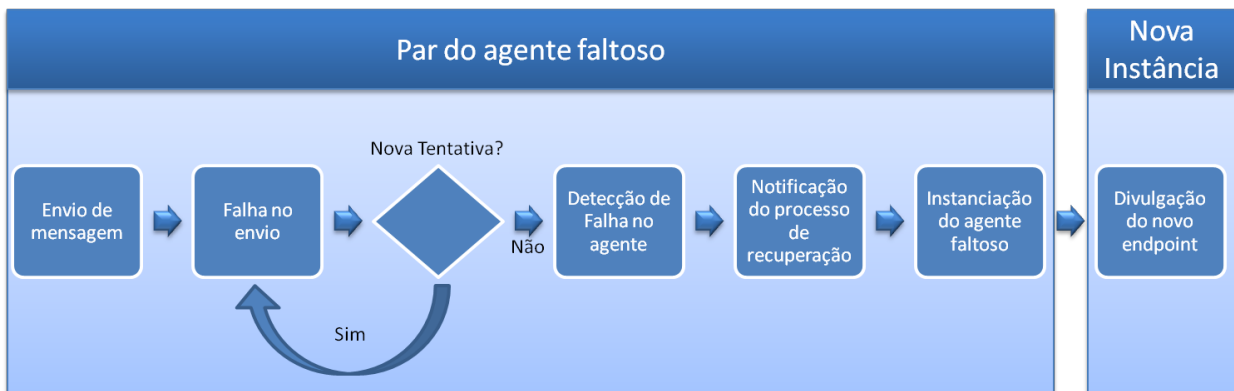 Par do agente faltoso
Nova
Instância
Nova Tentativa?
Envio de
mensagem
Falha no
envio
Não
Detecção de
Falha no
agente
Notificação
do processo
de
recuperação
Instanciação
do agente
faltoso
Divulgação
do novo
endpoint
Sim